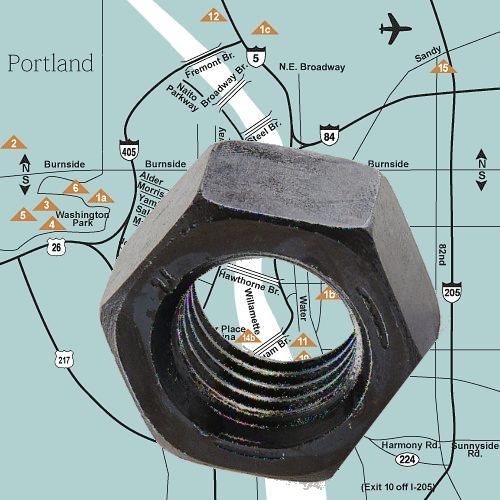 12
1c
Portland
Fremont Br.
5
Sandy
Naito
Parkway
Broadway Br.
N.E. Broadway
15
Steel Br.
84
2
405
N
S
Burnside
Burnside
Burnside
N
S
Alder
Morris
Yam
Sal
6
1a
3
5
4
Washington
Park
26
82nd
Hawthorne Br.
Willamette
Water
1b
205
Place
14b
11
217
Harmony Rd.
Sunnyside
Rd.
224
(Exit 10 off I-205)